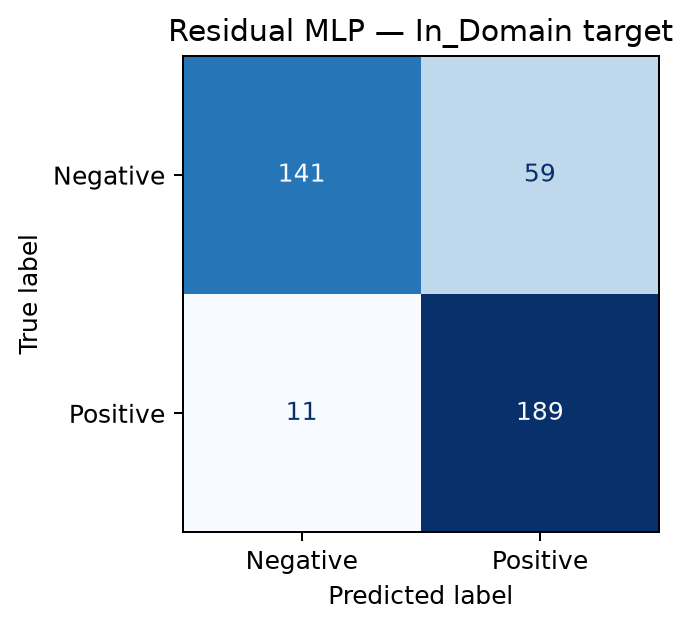 Residual MLP — In_Domain target
Negative
141
59
True label
Positive
11
189
Negative
Positive
Predicted label